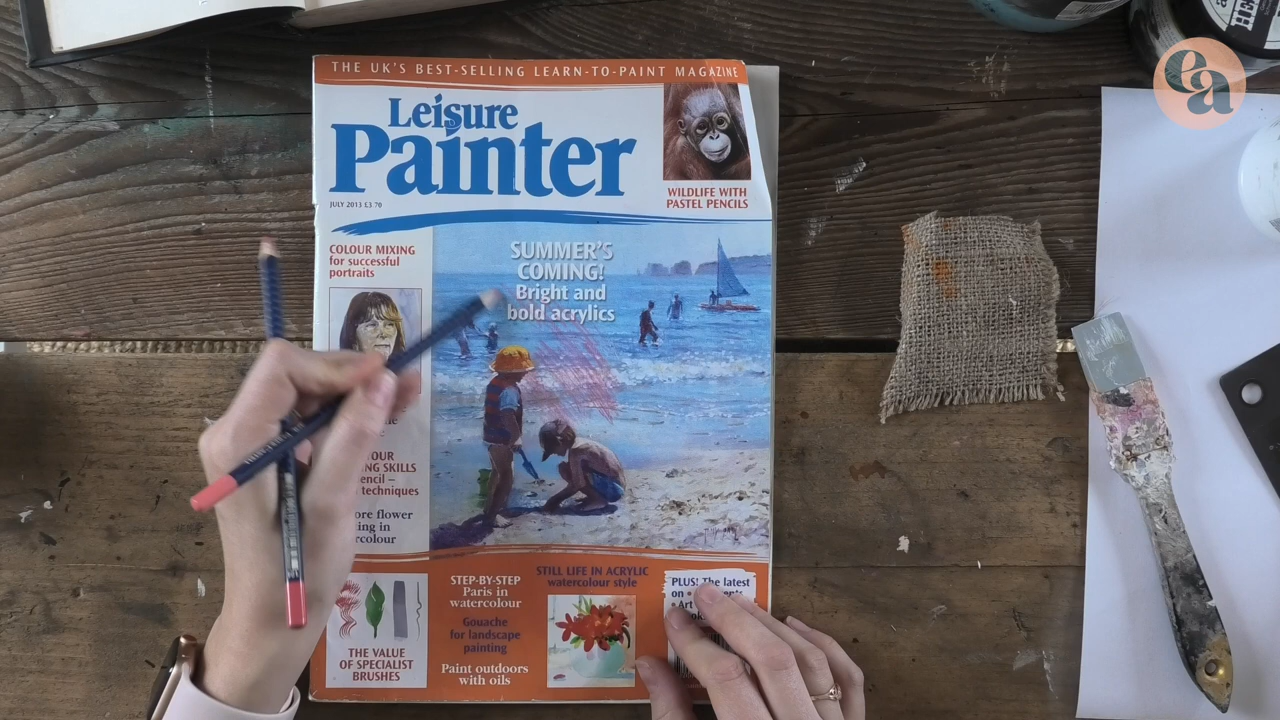 THE UK'S BEST-SELLING LEARN-TO-PAINT MAGAZINE
Leisure
Painter
JULY 2013 £3.70
WILDLIFE WITH
PASTEL PENCILS
COLOUR MIXING
for successful
portraits
SUMMER'S
COMING!
Bright and
bold acrylics
techniques
STEP-BY-STEP
Paris in
watercolour
Gouache
for landscape
painting
Paint outdoors
with oils
STILL LIFE IN ACRYLIC
watercolour style
PLUS! The latest
on
Art
THE VALUE
OF SPECIALIST
BRUSHES
ea